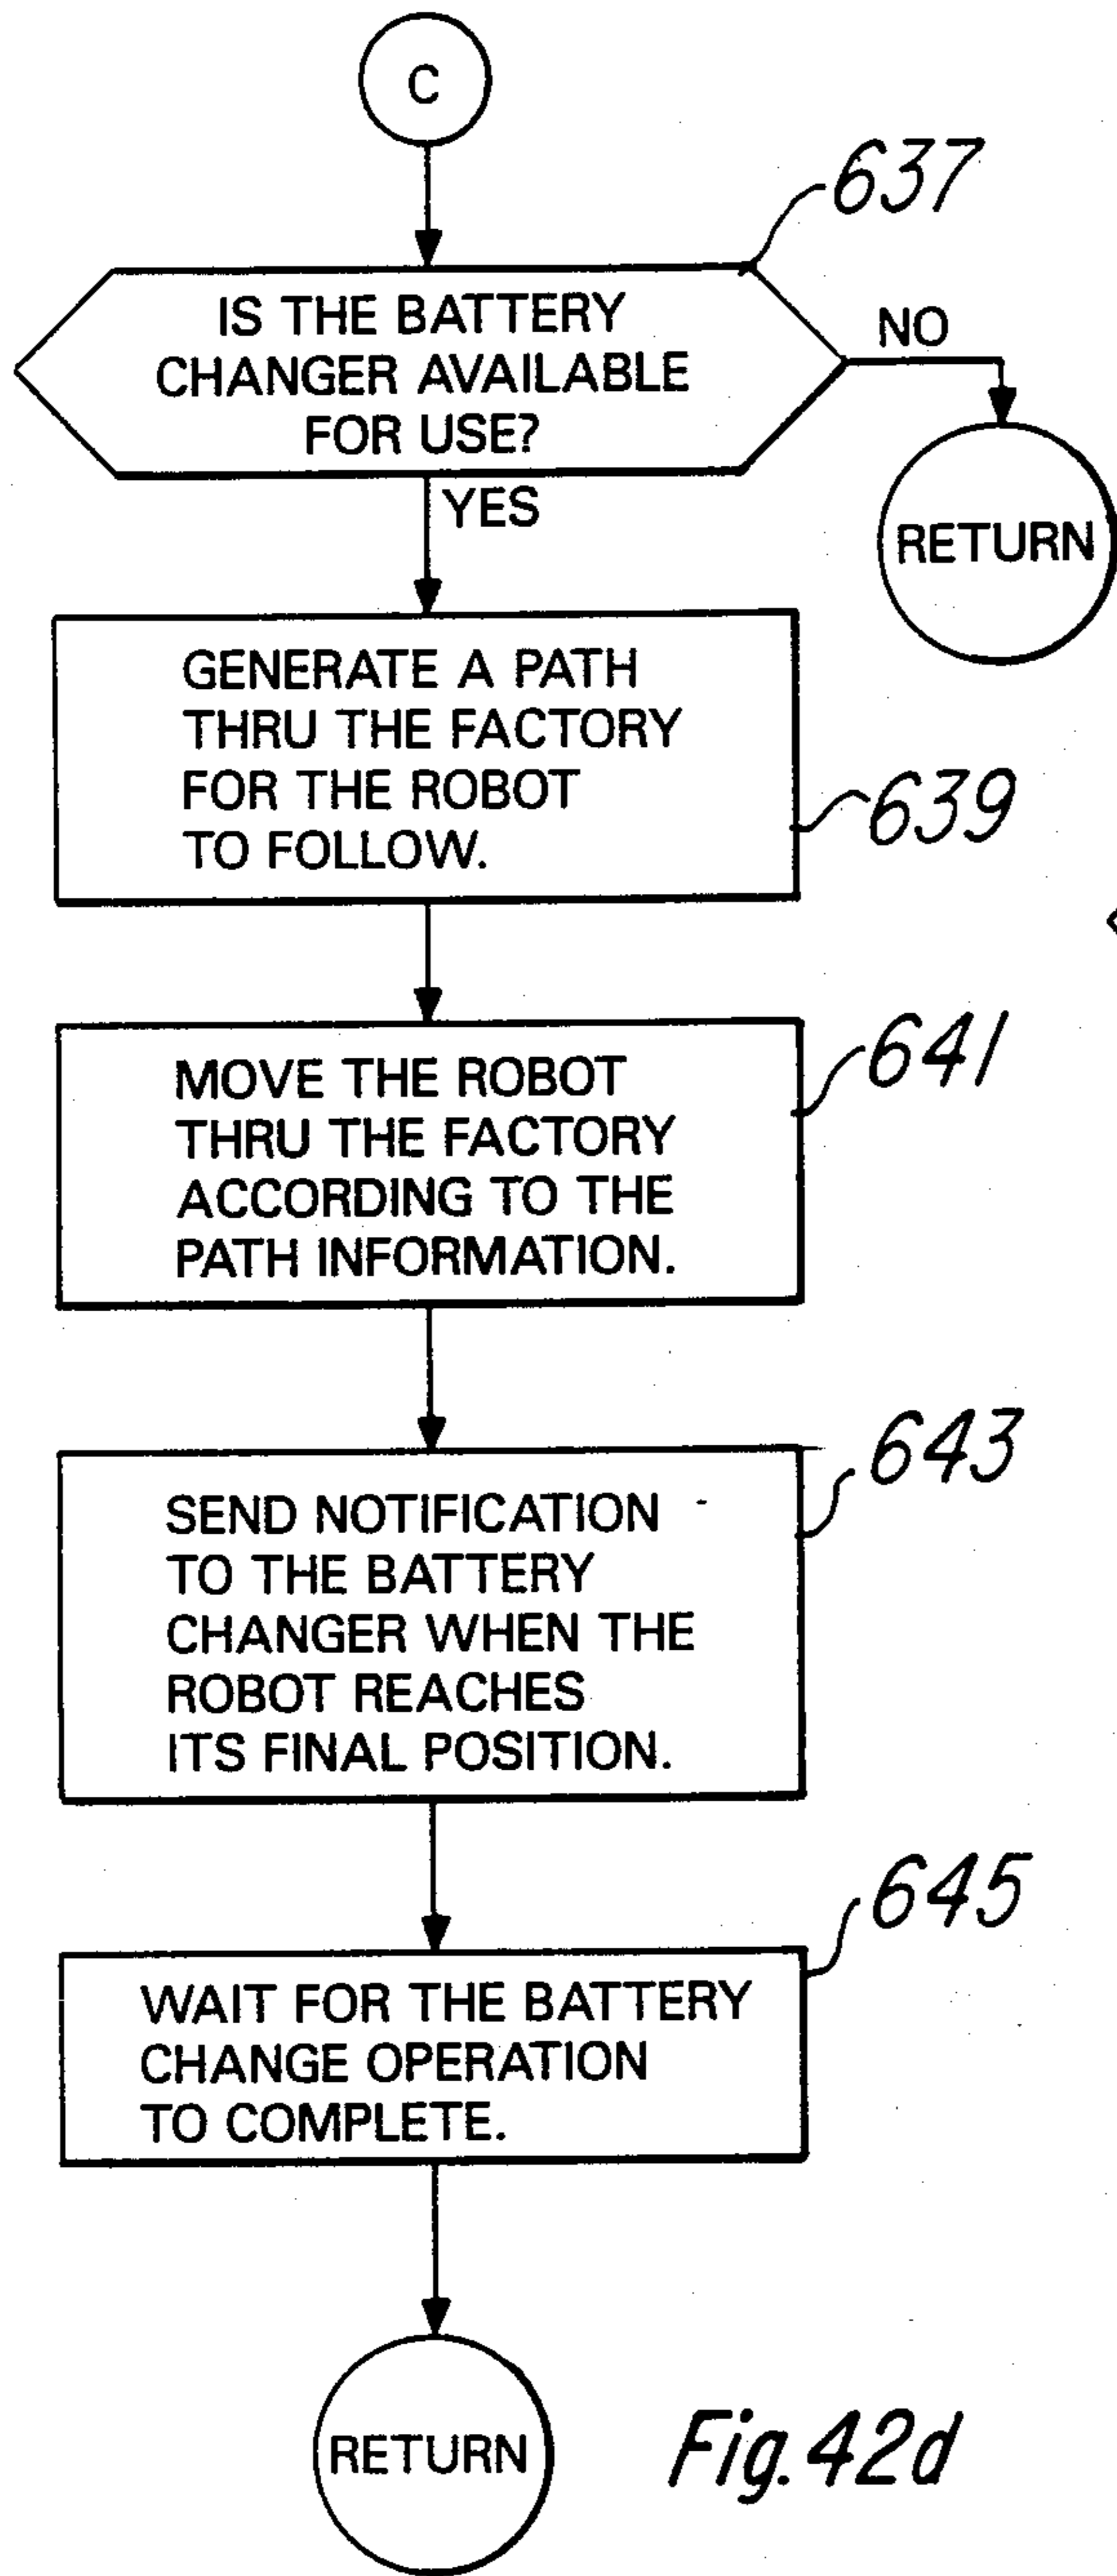 C
637
IS THE BATTERY
CHANGER AVAILABLE
FOR USE?
NO
RETURN
YES
GENERATE A PATH
THRU THE FACTORY
FOR THE ROBOT
TO FOLLOW.
639
MOVE THE ROBOT
THRU THE FACTORY
ACCORDING TO THE
PATH INFORMATION.
641
SEND NOTIFICATION
TO THE BATTERY
CHANGER WHEN THE
ROBOT REACHES
ITS FINAL POSITION.
643
WAIT FOR THE BATTERY
CHANGE OPERATION
TO COMPLETE.
645
RETURN
Fig. 42d